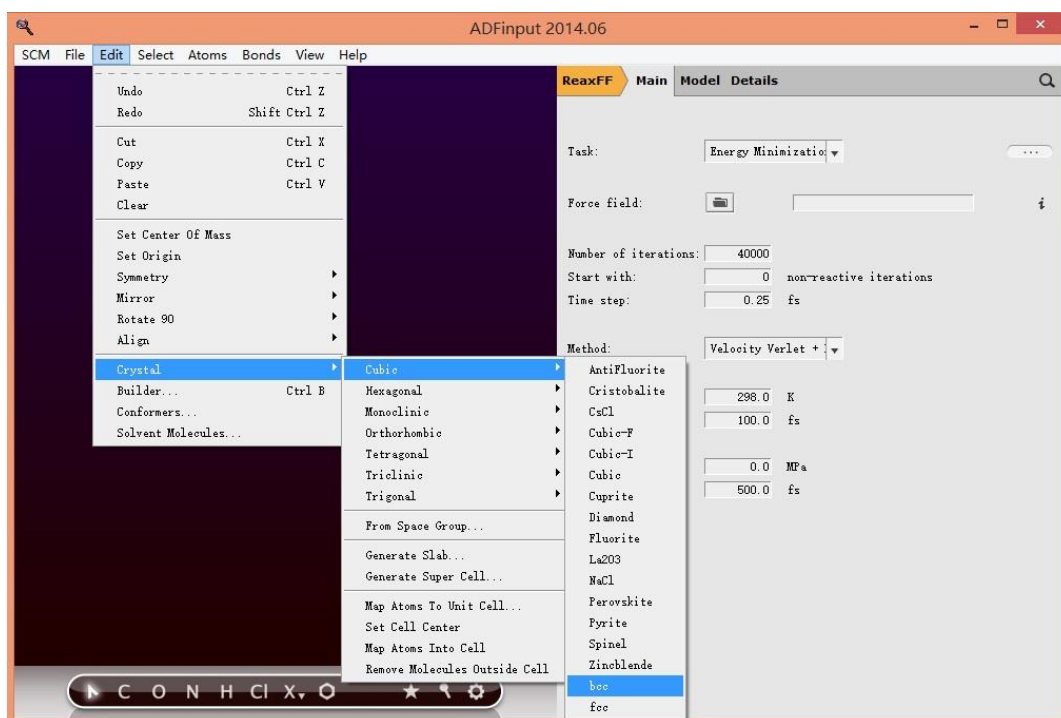 ADFinput 2014.06
SCM File Edit Select Atoms Bonds View Help
Undo Ctrl Z
Redo Shift Ctrl Z
Cut Ctrl X
Copy Ctrl C
Paste Ctrl V
Clear
Set Center Of Mass
Set Origin
Symmetry
Mirror
Rotate 90
Align
Crystal
Builder... Ctrl B
Conformers...
Solvent Molecules...
Cubic
Hexagonal
Monoclinic
Orthorhombic
Tetragonal
Triclinic
Trigonal
From Space Group...
Generate Slab...
Generate Super Cell...
Map Atoms To Unit Cell...
Set Cell Center
Map Atoms Into Cell
Remove Molecules Outside Cell
AntiFluorite
Cristobalite
CsCl
Cubic-F
Cubic-I
Cubic
Cuprite
Diamond
Fluorite
La2O3
NaCl
Perovskite
Pyrite
Spinel
Zincblende
bcc
fcc
ReaxFF Main Model Details
Task: Energy Minimizatio
Force field:
Number of iterations: 40000
Start with: 0 non-reactive iterations
Time step: 0.25 fs
Method: Velocity Verlet +
298.0 K
100.0 fs
0.0 MPa
500.0 fs
C O N H Cl X